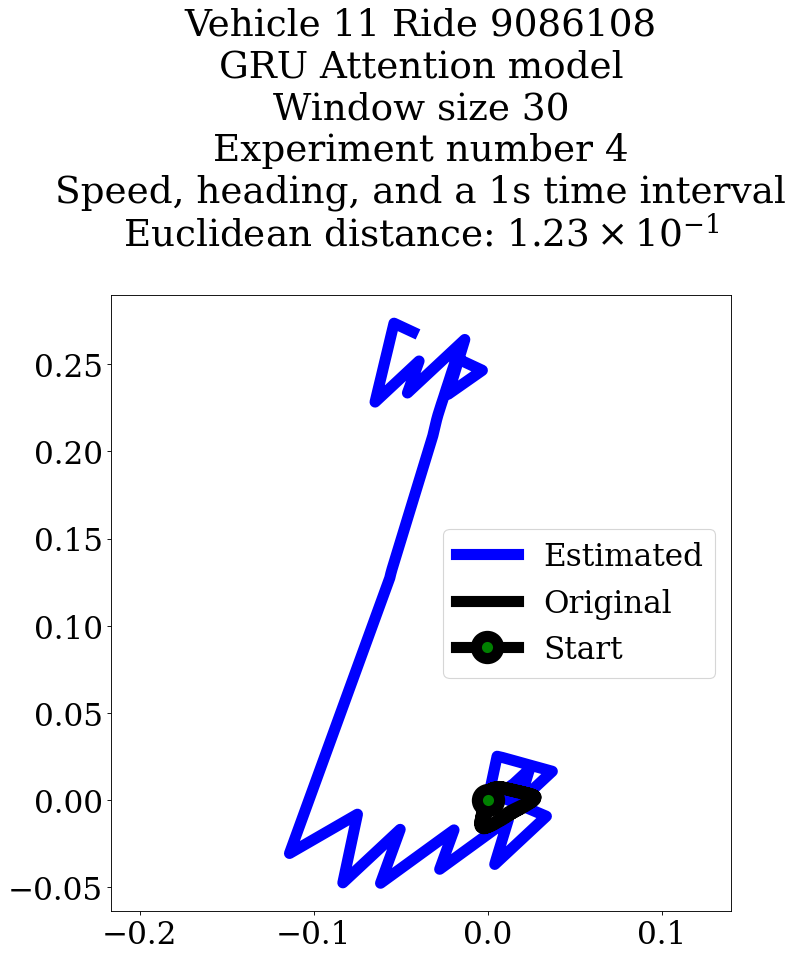 Vehicle 11 Ride 9086108
GRU Attention model
Window size 30
Experiment number 4
Speed, heading, and a 1s time interval
Euclidean distance: 1.23 × 10⁻¹
0.25
0.20
0.15
0.10
0.05
0.00
−0.05
Estimated
Original
Start
−0.2 −0.1 0.0 0.1